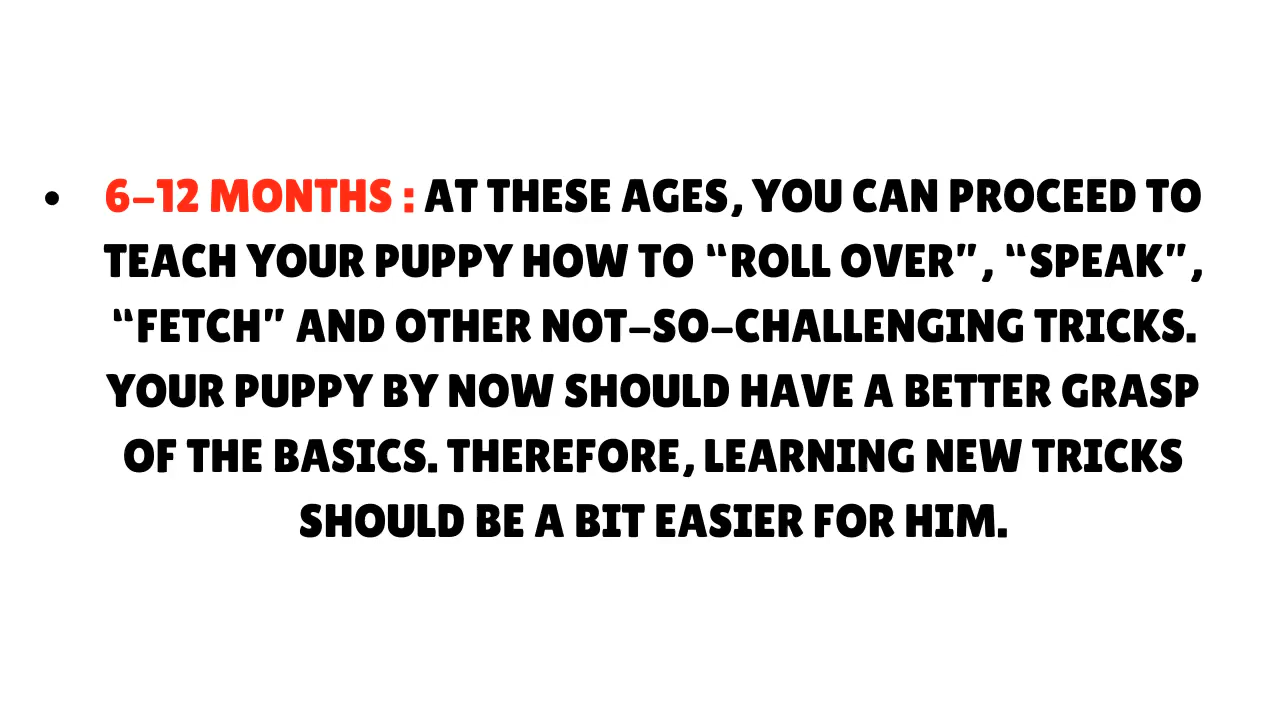 • 6-12 MONTHS : AT THESE AGES, YOU CAN PROCEED TO
TEACH YOUR PUPPY HOW TO “ROLL OVER”, “SPEAK”,
“FETCH” AND OTHER NOT-SO-CHALLENGING TRICKS.
YOUR PUPPY BY NOW SHOULD HAVE A BETTER GRASP
OF THE BASICS. THEREFORE, LEARNING NEW TRICKS
SHOULD BE A BIT EASIER FOR HIM.